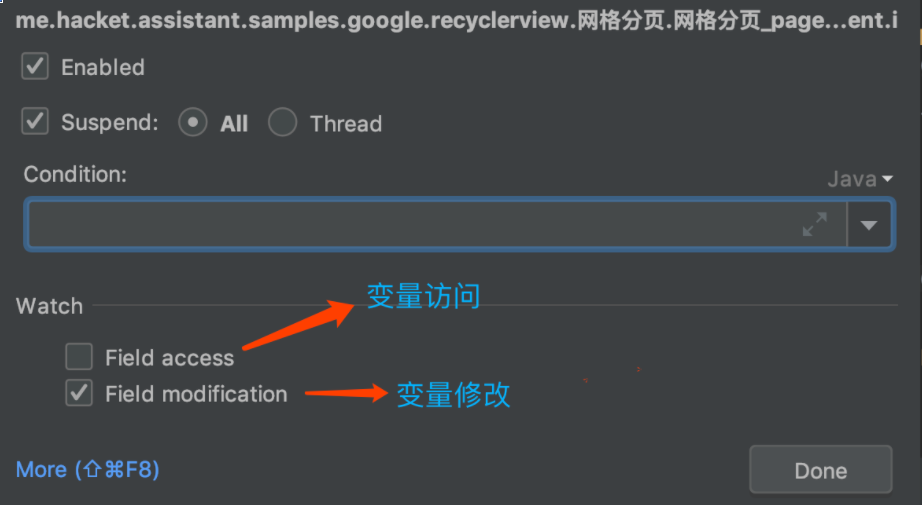 me.hacket.assistant.samples.google.recyclerview.网格分页.网格分页_page...ent.i
Enabled
Suspend: All Thread
Condition: Java
变量访问
Watch
Field access
Field modification 变量修改
More (⇧⌘F8) Done